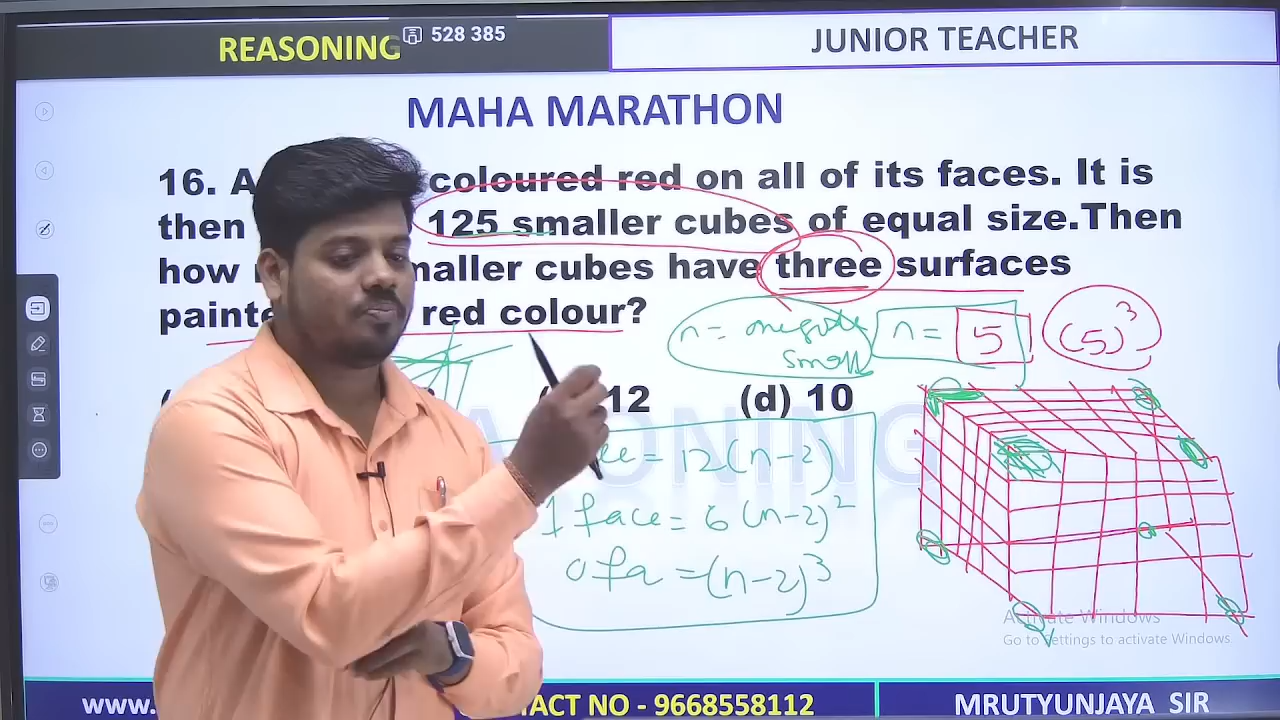 REASONING
528 385
JUNIOR TEACHER
MAHA MARATHON
16. A coloured red on all of its faces. It is
then 125 smaller cubes of equal size.Then
how maller cubes have three surfaces
painte red colour?
n = small
n = 5
(5)³
12
(d) 10
= 12(n-2)
1 face = 6(n-2)²
0 fa = (n-2)³
Activate Windows
Go to Settings to activate Windows
www.
TACT NO - 9668558112
MRUTYUNJAYA SIR